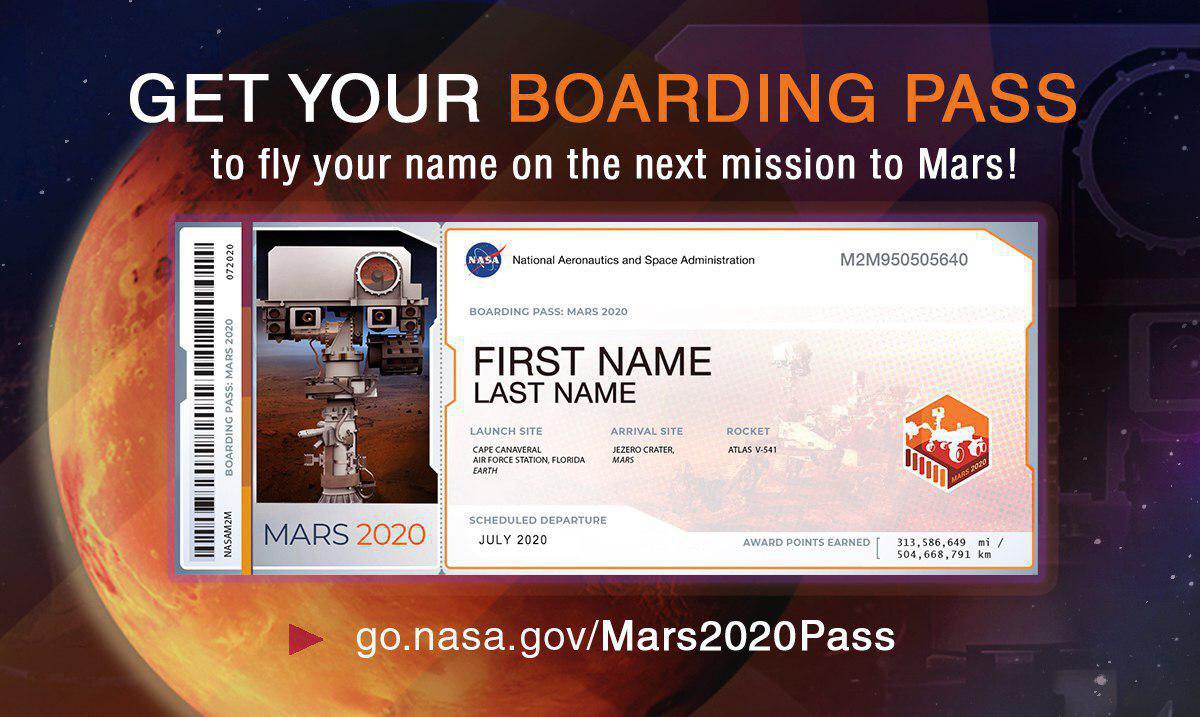 GET YOUR BOARDING PASS
to fly your name on the next mission to Mars!
072020
BOARDING PASS: MARS 2020
NASAM2M
MARS 2020
NASA
National Aeronautics and Space Administration
M2M950505640
BOARDING PASS: MARS 2020
FIRST NAME
LAST NAME
LAUNCH SITE
CAPE CANAVERAL
AIR FORCE STATION, FLORIDA
EARTH
ARRIVAL SITE
JEZERO CRATER,
MARS
ROCKET
ATLAS V-541
MARS 2020
SCHEDULED DEPARTURE
JULY 2020
AWARD POINTS EARNED
313,586,649 mi /
504,668,791 km
go.nasa.gov/Mars2020Pass